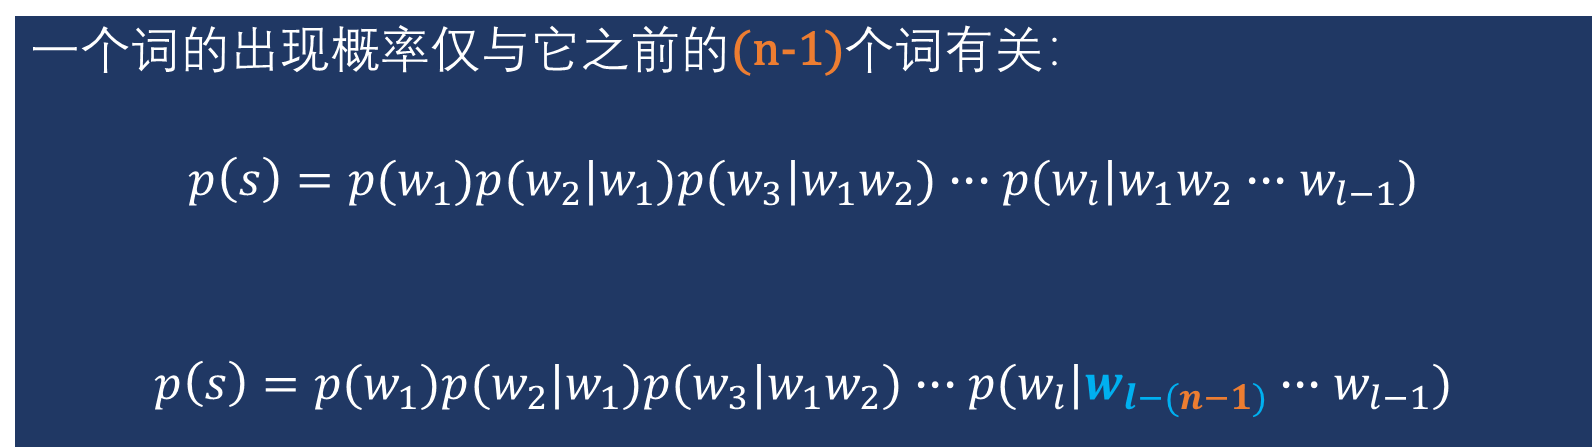 一个词的出现概率仅与它之前的(n-1)个词有关：
p(s) = p(w₁)p(w₂|w₁)p(w₃|w₁w₂) ⋯ p(wₗ|w₁w₂ ⋯ wₗ₋₁)
p(s) = p(w₁)p(w₂|w₁)p(w₃|w₁w₂) ⋯ p(wₗ|wₗ₋₍ₙ₋₁₎ ⋯ wₗ₋₁)